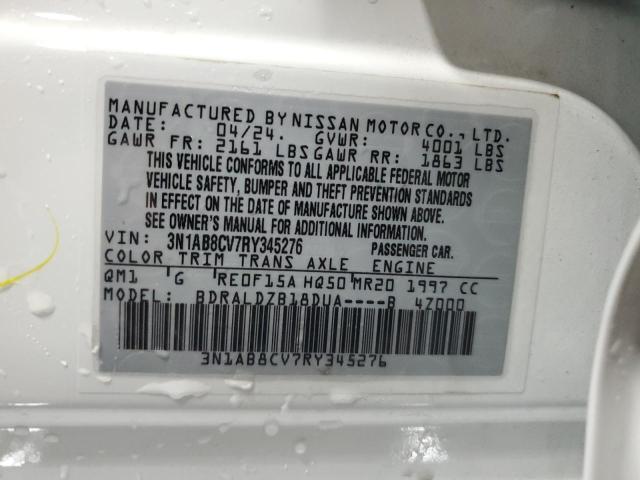 MANUFACTURED BY NISSAN MOTOR CO., LTD.
DATE: 04/24. GVWR: 4001 LBS
GAWR FR: 2161 LBS GAWR RR: 1863 LBS
THIS VEHICLE CONFORMS TO ALL APPLICABLE FEDERAL MOTOR
VEHICLE SAFETY, BUMPER AND THEFT PREVENTION STANDARDS
IN EFFECT ON THE DATE OF MANUFACTURE SHOWN ABOVE.
SEE OWNER'S MANUAL FOR ADDITIONAL INFORMATION.
VIN: 3N1AB8CV7RY345276 PASSENGER CAR.
COLOR TRIM TRANS AXLE ENGINE
QM1 G RE0F15A HQ50 MR20 1997 CC
MODEL: BDRALDZB18DUA----B 4Z000
3N1AB8CV7RY345276